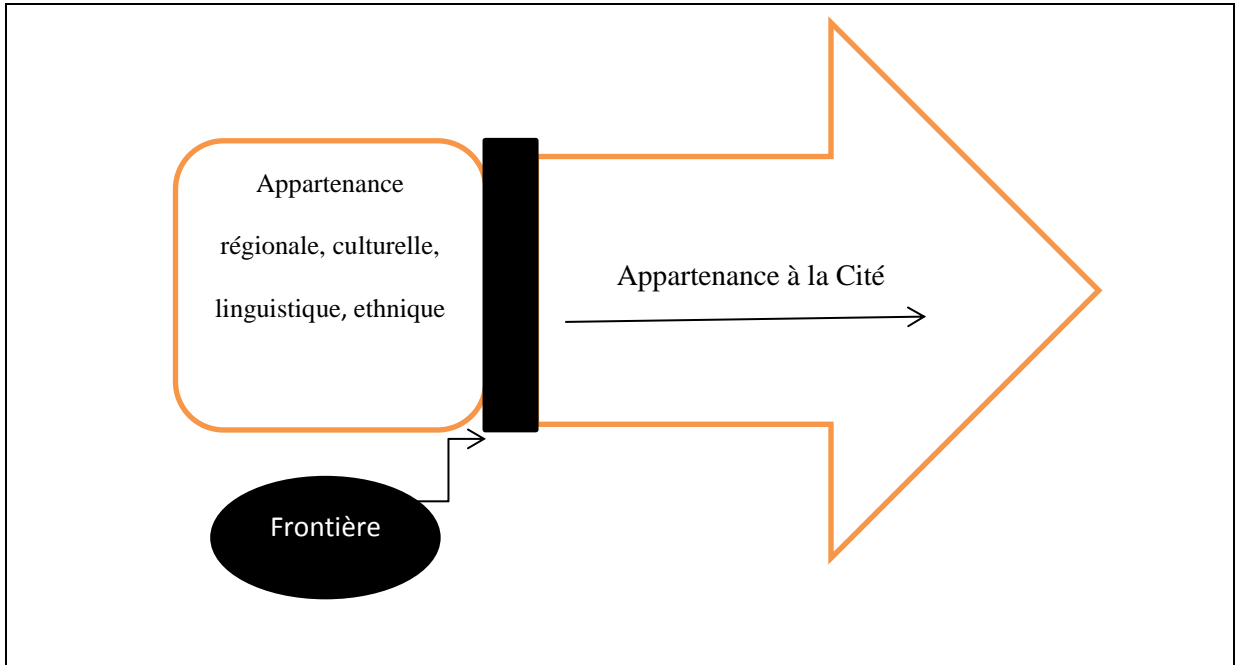 Appartenance
régionale, culturelle,
linguistique, ethnique
Appartenance à la Cité
Frontière